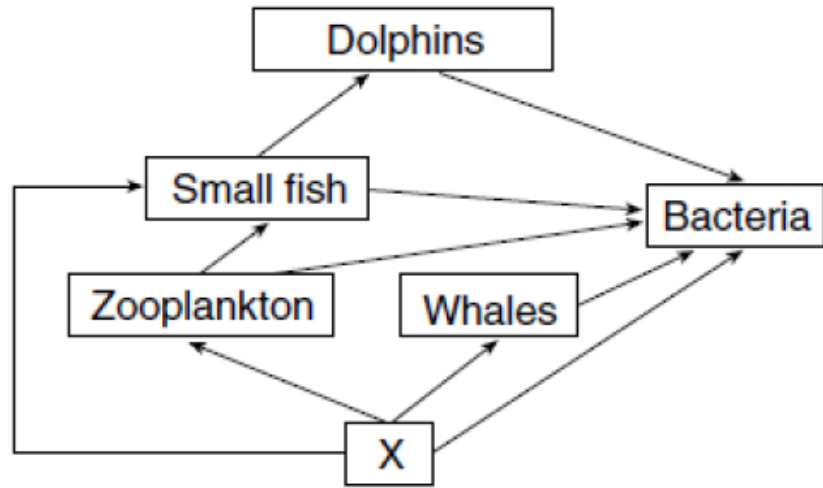 Dolphins
Small fish
Bacteria
Zooplankton
Whales
X